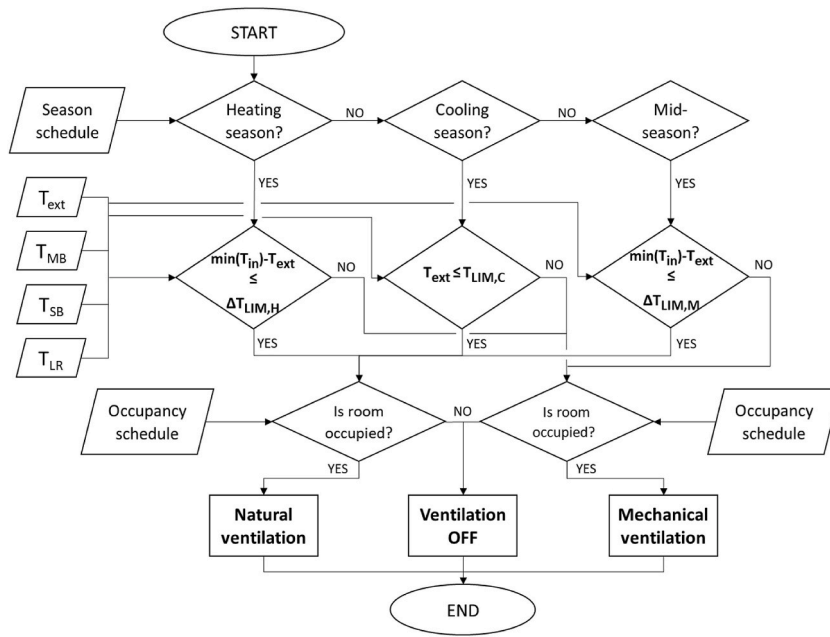 START
Season
schedule
Heating
season?
NO
Cooling
season?
NO
Mid-
season?
YES
YES
YES
T_ext
T_MB
T_SB
T_LR
min(T_in)-T_ext
≤
ΔT_LIM,H
NO
T_ext ≤ T_LIM,C
NO
min(T_in)-T_ext
≤
ΔT_LIM,M
NO
YES
YES
YES
Occupancy
schedule
Is room
occupied?
NO
Is room
occupied?
Occupancy
schedule
YES
YES
Natural
ventilation
Ventilation
OFF
Mechanical
ventilation
END